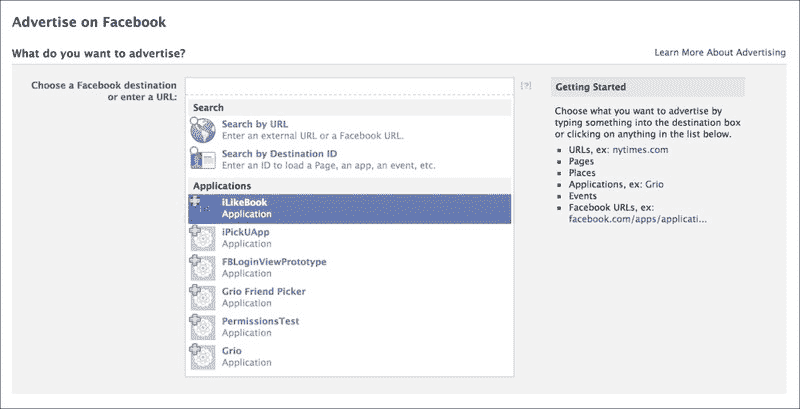 Advertise on Facebook
What do you want to advertise?
Learn More About Advertising
Choose a Facebook destination
or enter a URL:
[?]
Search
Search by URL
Enter an external URL or a Facebook URL.
Search by Destination ID
Enter an ID to load a Page, an app, an event, etc.
Applications
iLikeBook
Application
iPickUApp
Application
FBLoginViewPrototype
Application
Grio Friend Picker
Application
PermissionsTest
Application
Grio
Application
Getting Started
Choose what you want to advertise by
typing something into the destination box
or clicking on anything in the list below.
URLs, ex: nytimes.com
Pages
Places
Applications, ex: Grio
Events
Facebook URLs, ex:
facebook.com/apps/applicati...